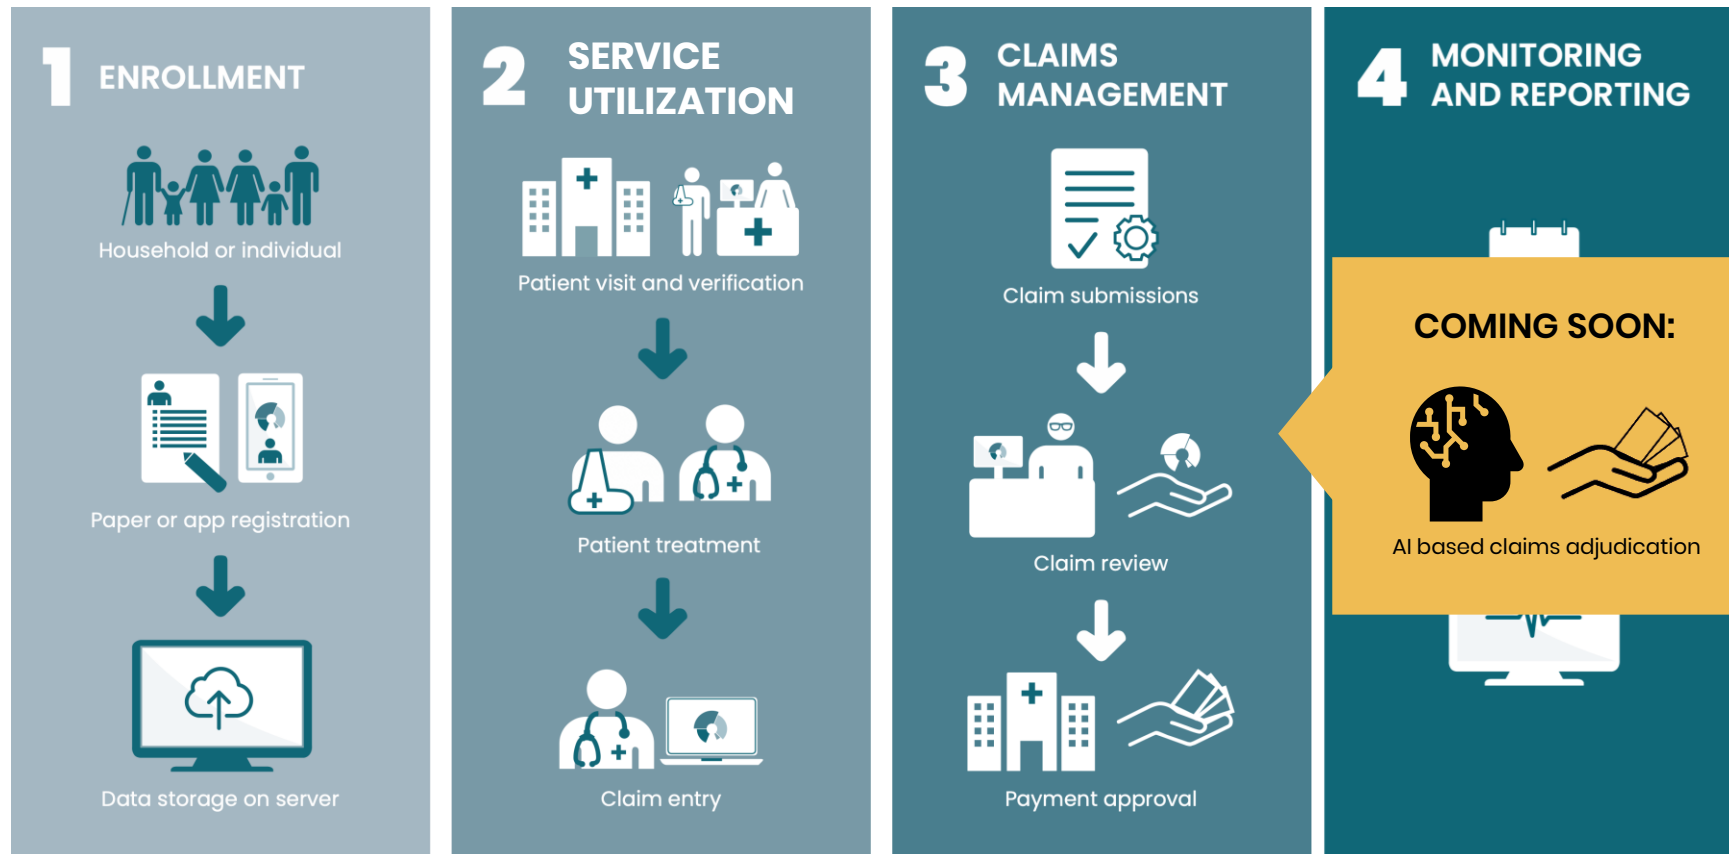 1 ENROLLMENT
Household or individual
Paper or app registration
Data storage on server
2 SERVICE
UTILIZATION
Patient visit and verification
Patient treatment
Claim entry
3 CLAIMS
MANAGEMENT
Claim submissions
Claim review
Payment approval
4 MONITORING
AND REPORTING
COMING SOON:
AI based claims adjudication